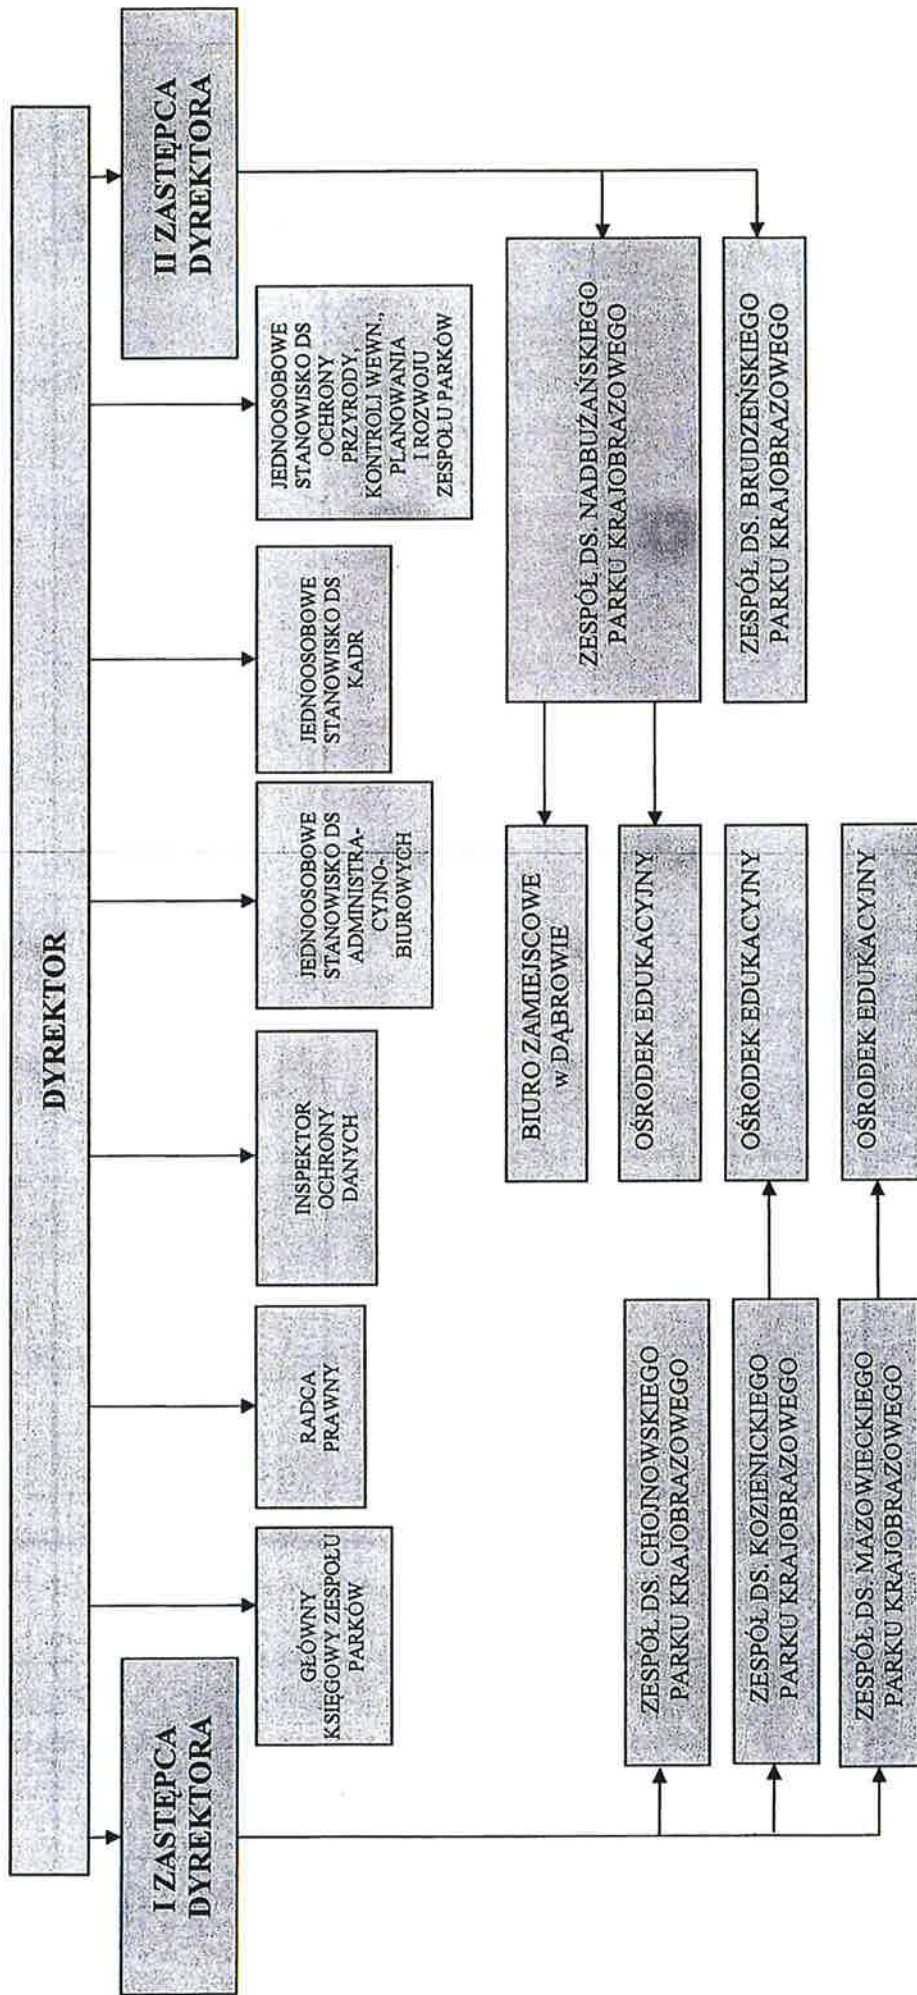 DYREKTOR
I ZASTĘPCA
DYREKTORA
II ZASTĘPCA
DYREKTORA
GŁÓWNY
KSIĘGOWY ZESPOŁU
PARKÓW
RADCA
PRAWNY
INSPEKTOR
OCHRONY
DANYCH
JEDNOOSOBOWE
STANOWISKO DS
ADMINISTRA-
CYJNO-
BIUROWYCH
JEDNOOSOBOWE
STANOWISKO DS
KADR
JEDNOOSOBOWE
STANOWISKO DS
OCHRONY
PRZYRODY,
KONTROLI WEWN.,
PLANOWANIA
I ROZWOJU
ZESPOŁU PARKÓW
ZESPÓŁ DS. CHOJNOWSKIEGO
PARKU KRAJOBRAZOWEGO
ZESPÓŁ DS. KOZIENICKIEGO
PARKU KRAJOBRAZOWEGO
ZESPÓŁ DS. MAZOWIECKIEGO
PARKU KRAJOBRAZOWEGO
BIURO ZAMIEJSCOWE
w DĄBROWIE
OŚRODEK EDUKACYJNY
OŚRODEK EDUKACYJNY
OŚRODEK EDUKACYJNY
ZESPÓŁ DS. NADBUŻAŃSKIEGO
PARKU KRAJOBRAZOWEGO
ZESPÓŁ DS. BRUDZEŃSKIEGO
PARKU KRAJOBRAZOWEGO